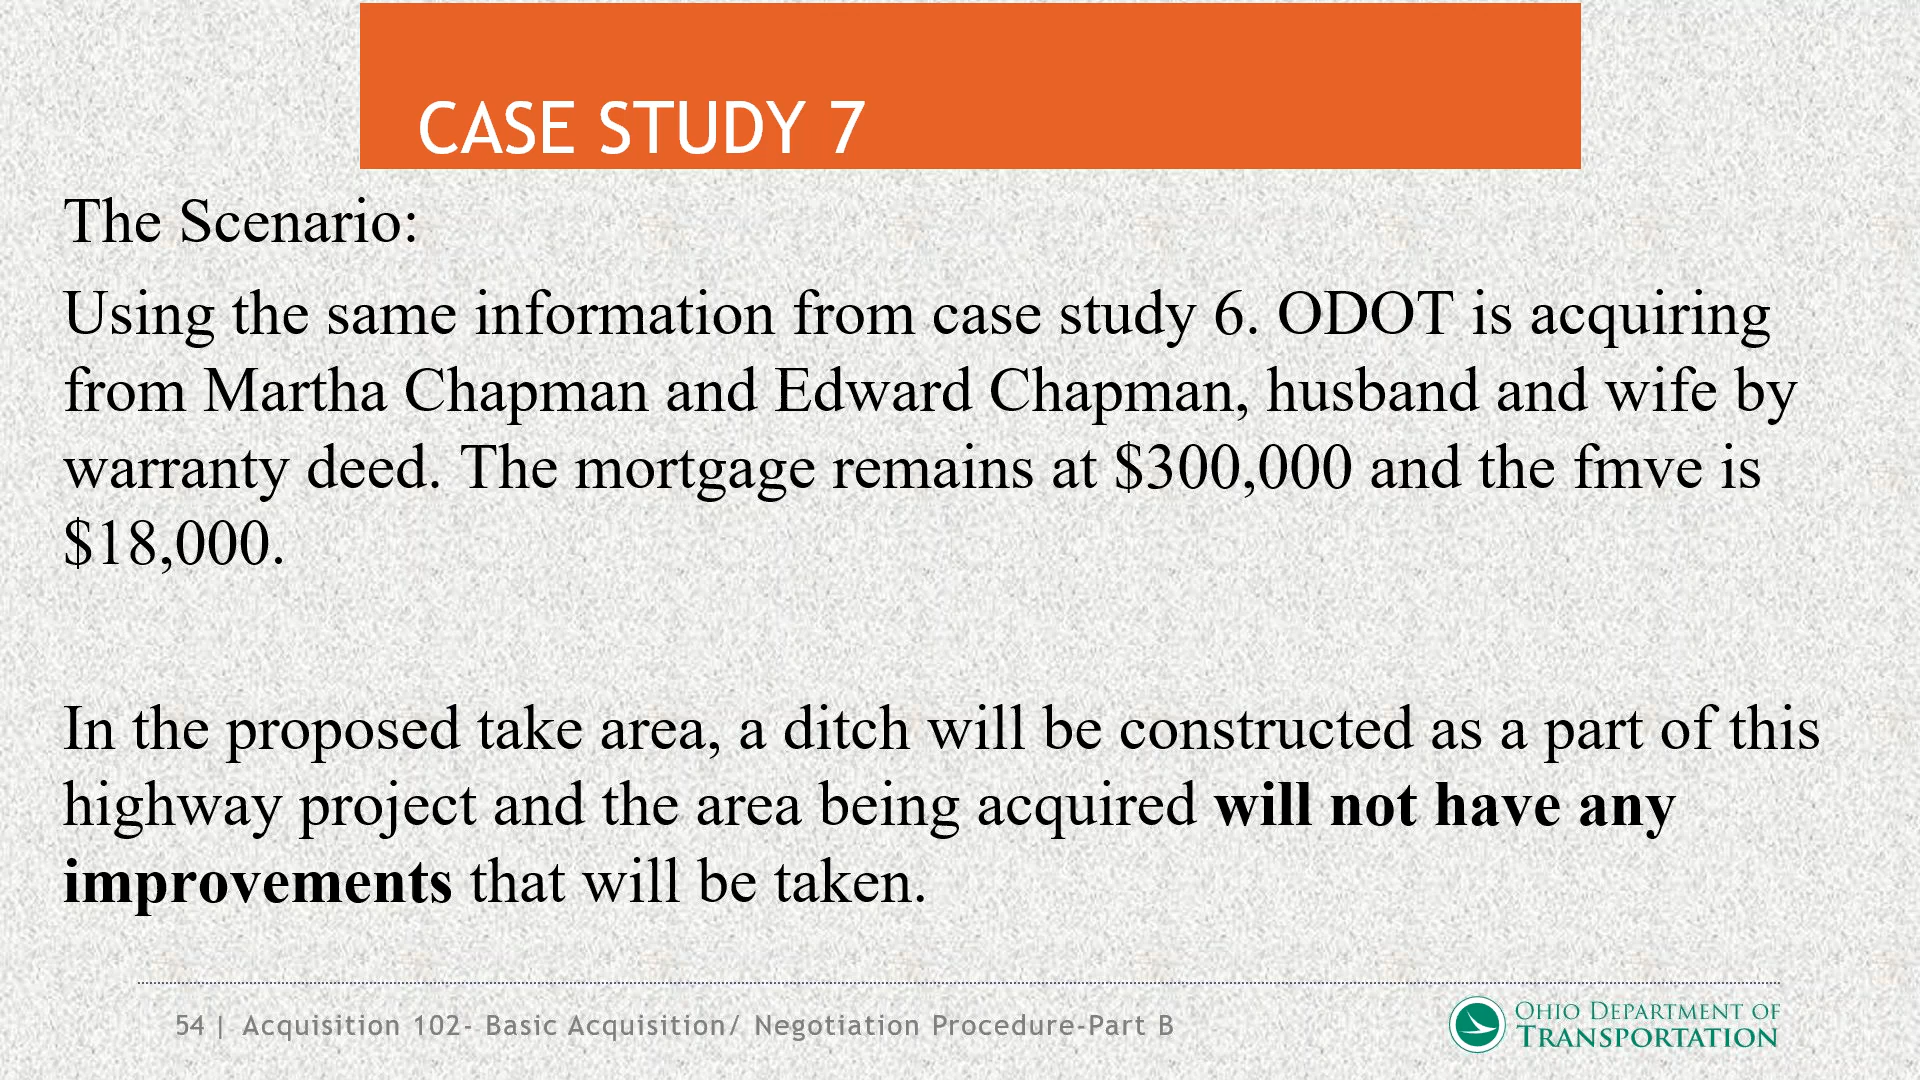 CASE STUDY 7
The Scenario:
Using the same information from case study 6. ODOT is acquiring
from Martha Chapman and Edward Chapman, husband and wife by
warranty deed. The mortgage remains at $300,000 and the fmve is
$18,000.
In the proposed take area, a ditch will be constructed as a part of this
highway project and the area being acquired will not have any
improvements that will be taken.
54 | Acquisition 102- Basic Acquisition/ Negotiation Procedure-Part B
OHIO DEPARTMENT OF
TRANSPORTATION